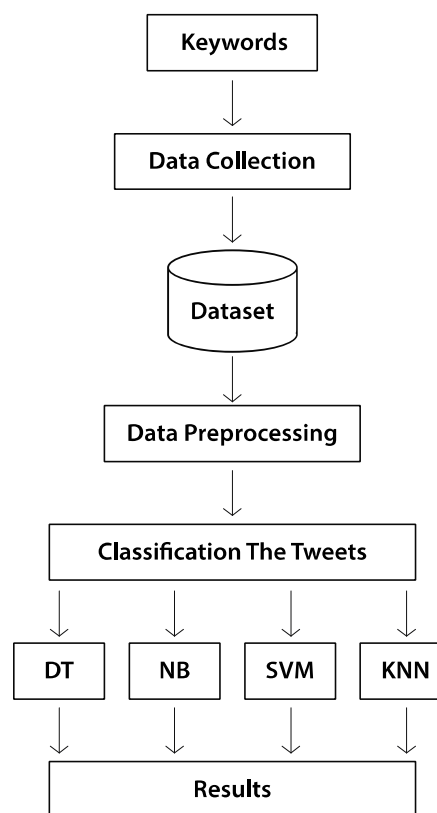 Keywords
Data Collection
Dataset
Data Preprocessing
Classification The Tweets
DT
NB
SVM
KNN
Results